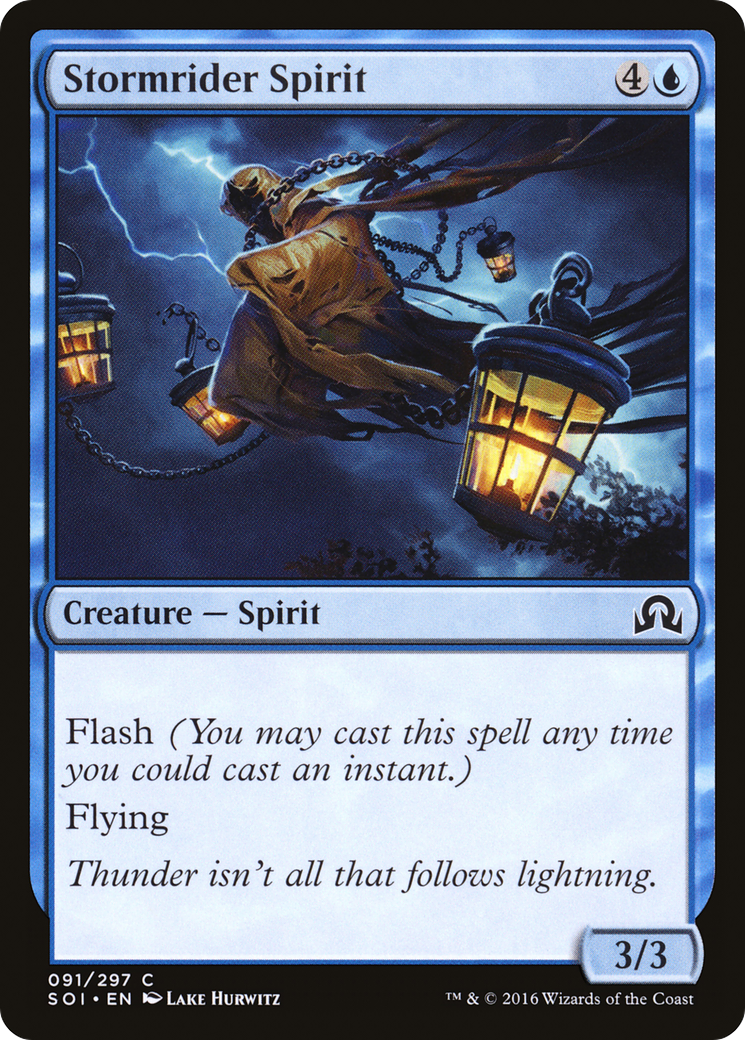 Stormrider Spirit 4
Creature — Spirit
Flash (You may cast this spell any time
you could cast an instant.)
Flying
Thunder isn't all that follows lightning.
3/3
091/297 C
SOI • EN Lake Hurwitz
™ & © 2016 Wizards of the Coast